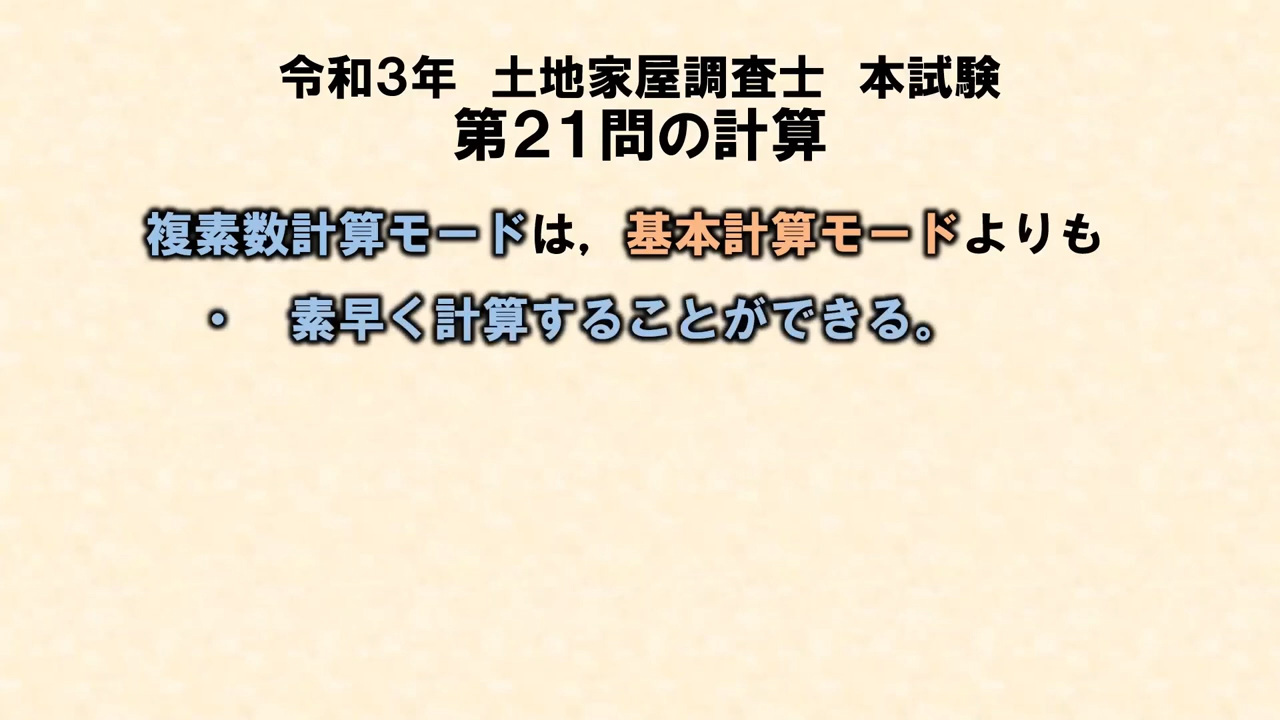 令和3年　土地家屋調査士　本試験
第21問の計算
複素数計算モードは，基本計算モードよりも
・　素早く計算することができる。